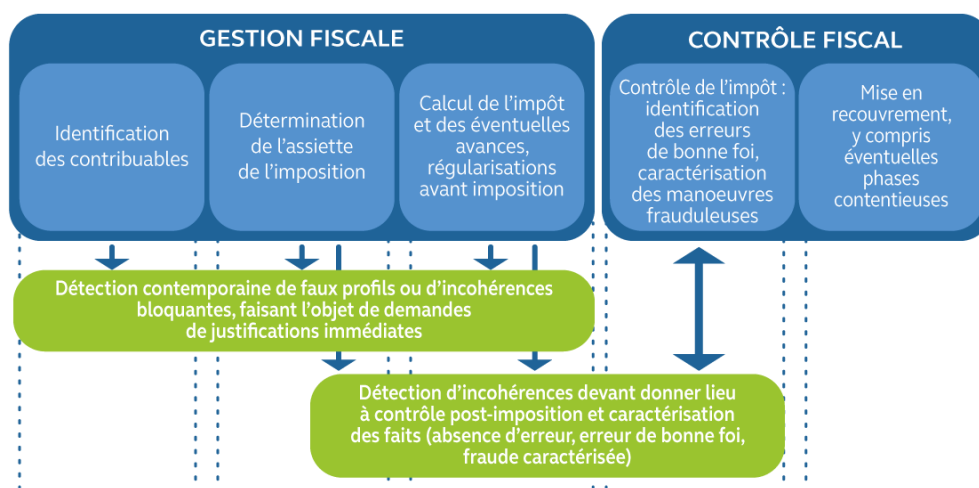 GESTION FISCALE
Identification
des contribuables
Détermination
de l'assiette
de l'imposition
Calcul de l'impôt
et des éventuelles
avances,
régularisations
avant imposition
CONTRÔLE FISCAL
Contrôle de l'impôt :
identification
des erreurs
de bonne foi,
caractérisation
des manoeuvres
frauduleuses
Mise en
recouvrement,
y compris
éventuelles
phases
contentieuses
Détection contemporaine de faux profils ou d'incohérences
bloquantes, faisant l'objet de demandes
de justifications immédiates
Détection d'incohérences devant donner lieu
à contrôle post-imposition et caractérisation
des faits (absence d'erreur, erreur de bonne foi,
fraude caractérisée)